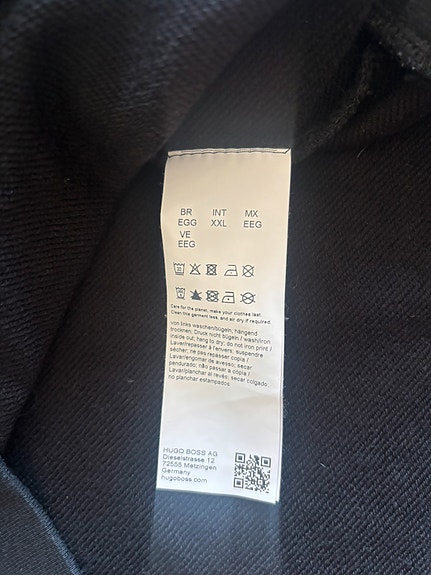 BR INT MX
EGG XXL EEG
VE
EEG
Care for the planet, make your clothes last.
Clean this garment less, and air dry if required.
von links waschen/bügeln; hängend
trocknen; Druck nicht bügeln / wash/iron
inside out; hang to dry; do not iron print /
Laver/repasser à l'envers; suspendre
sécher; ne pas repasser copia /
Lavar/engomar de avesso; secar
pendurado; não passar a cópia /
Lavar/planchar al revés; secar colgado;
no planchar estampados
HUGO BOSS AG
Dieselstrasse 12
72555 Metzingen
Germany
hugoboss.com